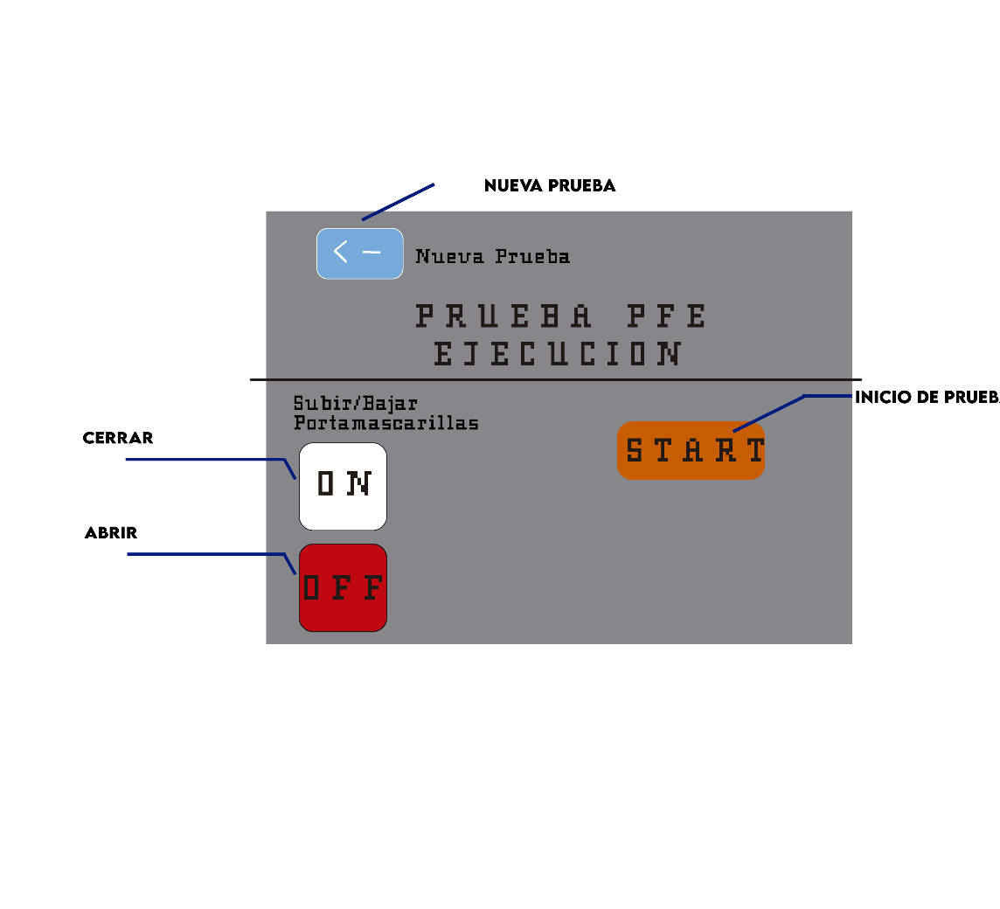 NUEVA PRUEBA
< -
Nueva Prueba
PRUEBA PFE
EJECUCION
Subir/Bajar
Portamascarillas
INICIO DE PRUEB
CERRAR
START
ON
ABRIR
OFF